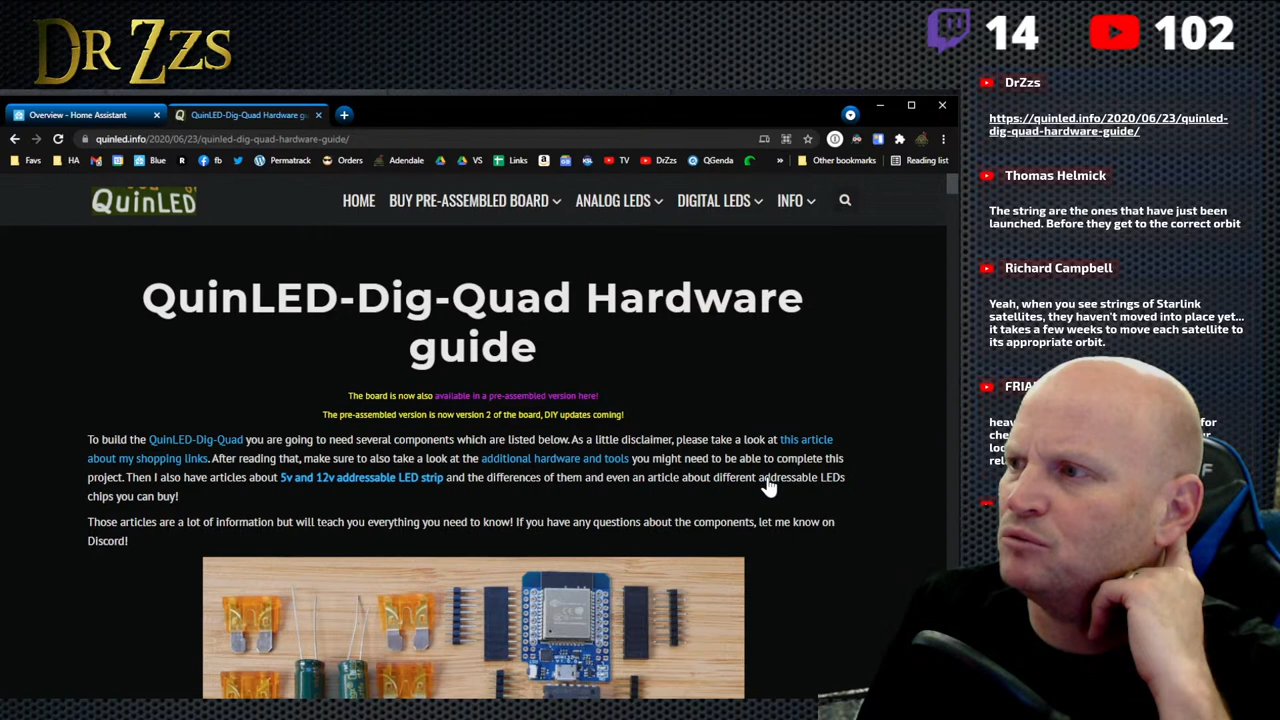 DR ZZS
14
102
Overview - Home Assistant
QuinLED-Dig-Quad Hardware g
quinled.info/2020/06/23/quinled-dig-quad-hardware-guide/
Favs
HA
Blue
R
fb
Permatrack
Orders
Adendale
VS
Links
TV
DrZzs
QGenda
Other bookmarks
Reading list
QuinLED
HOME
BUY PRE-ASSEMBLED BOARD
ANALOG LEDS
DIGITAL LEDS
INFO
QuinLED-Dig-Quad Hardware
guide
The board is now also available in a pre-assembled version here!
The pre-assembled version is now version 2 of the board, DIY updates coming!
To build the QuinLED-Dig-Quad you are going to need several components which are listed below. As a little disclaimer, please take a look at this article
about my shopping links. After reading that, make sure to also take a look at the additional hardware and tools you might need to be able to complete this
project. Then I also have articles about 5v and 12v addressable LED strip and the differences of them and even an article about different addressable LEDs
chips you can buy!
Those articles are a lot of information but will teach you everything you need to know! If you have any questions about the components, let me know on
Discord!
DrZzs
https://quinled.info/2020/06/23/quinled-
dig-quad-hardware-guide/
Thomas Helmick
The string are the ones that have just been
launched. Before they get to the correct orbit
Richard Campbell
Yeah, when you see strings of Starlink
satellites, they haven't moved into place yet...
it takes a few weeks to move each satellite to
its appropriate orbit.